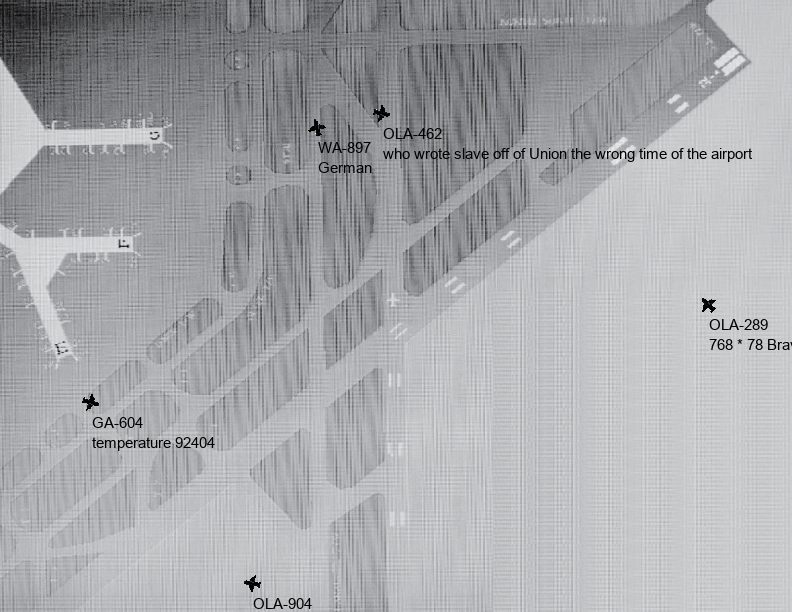 OLA-462
who wrote slave off of Union the wrong time of the airport
WA-897
German
OLA-289
768 * 78
GA-604
temperature 92404
OLA-904